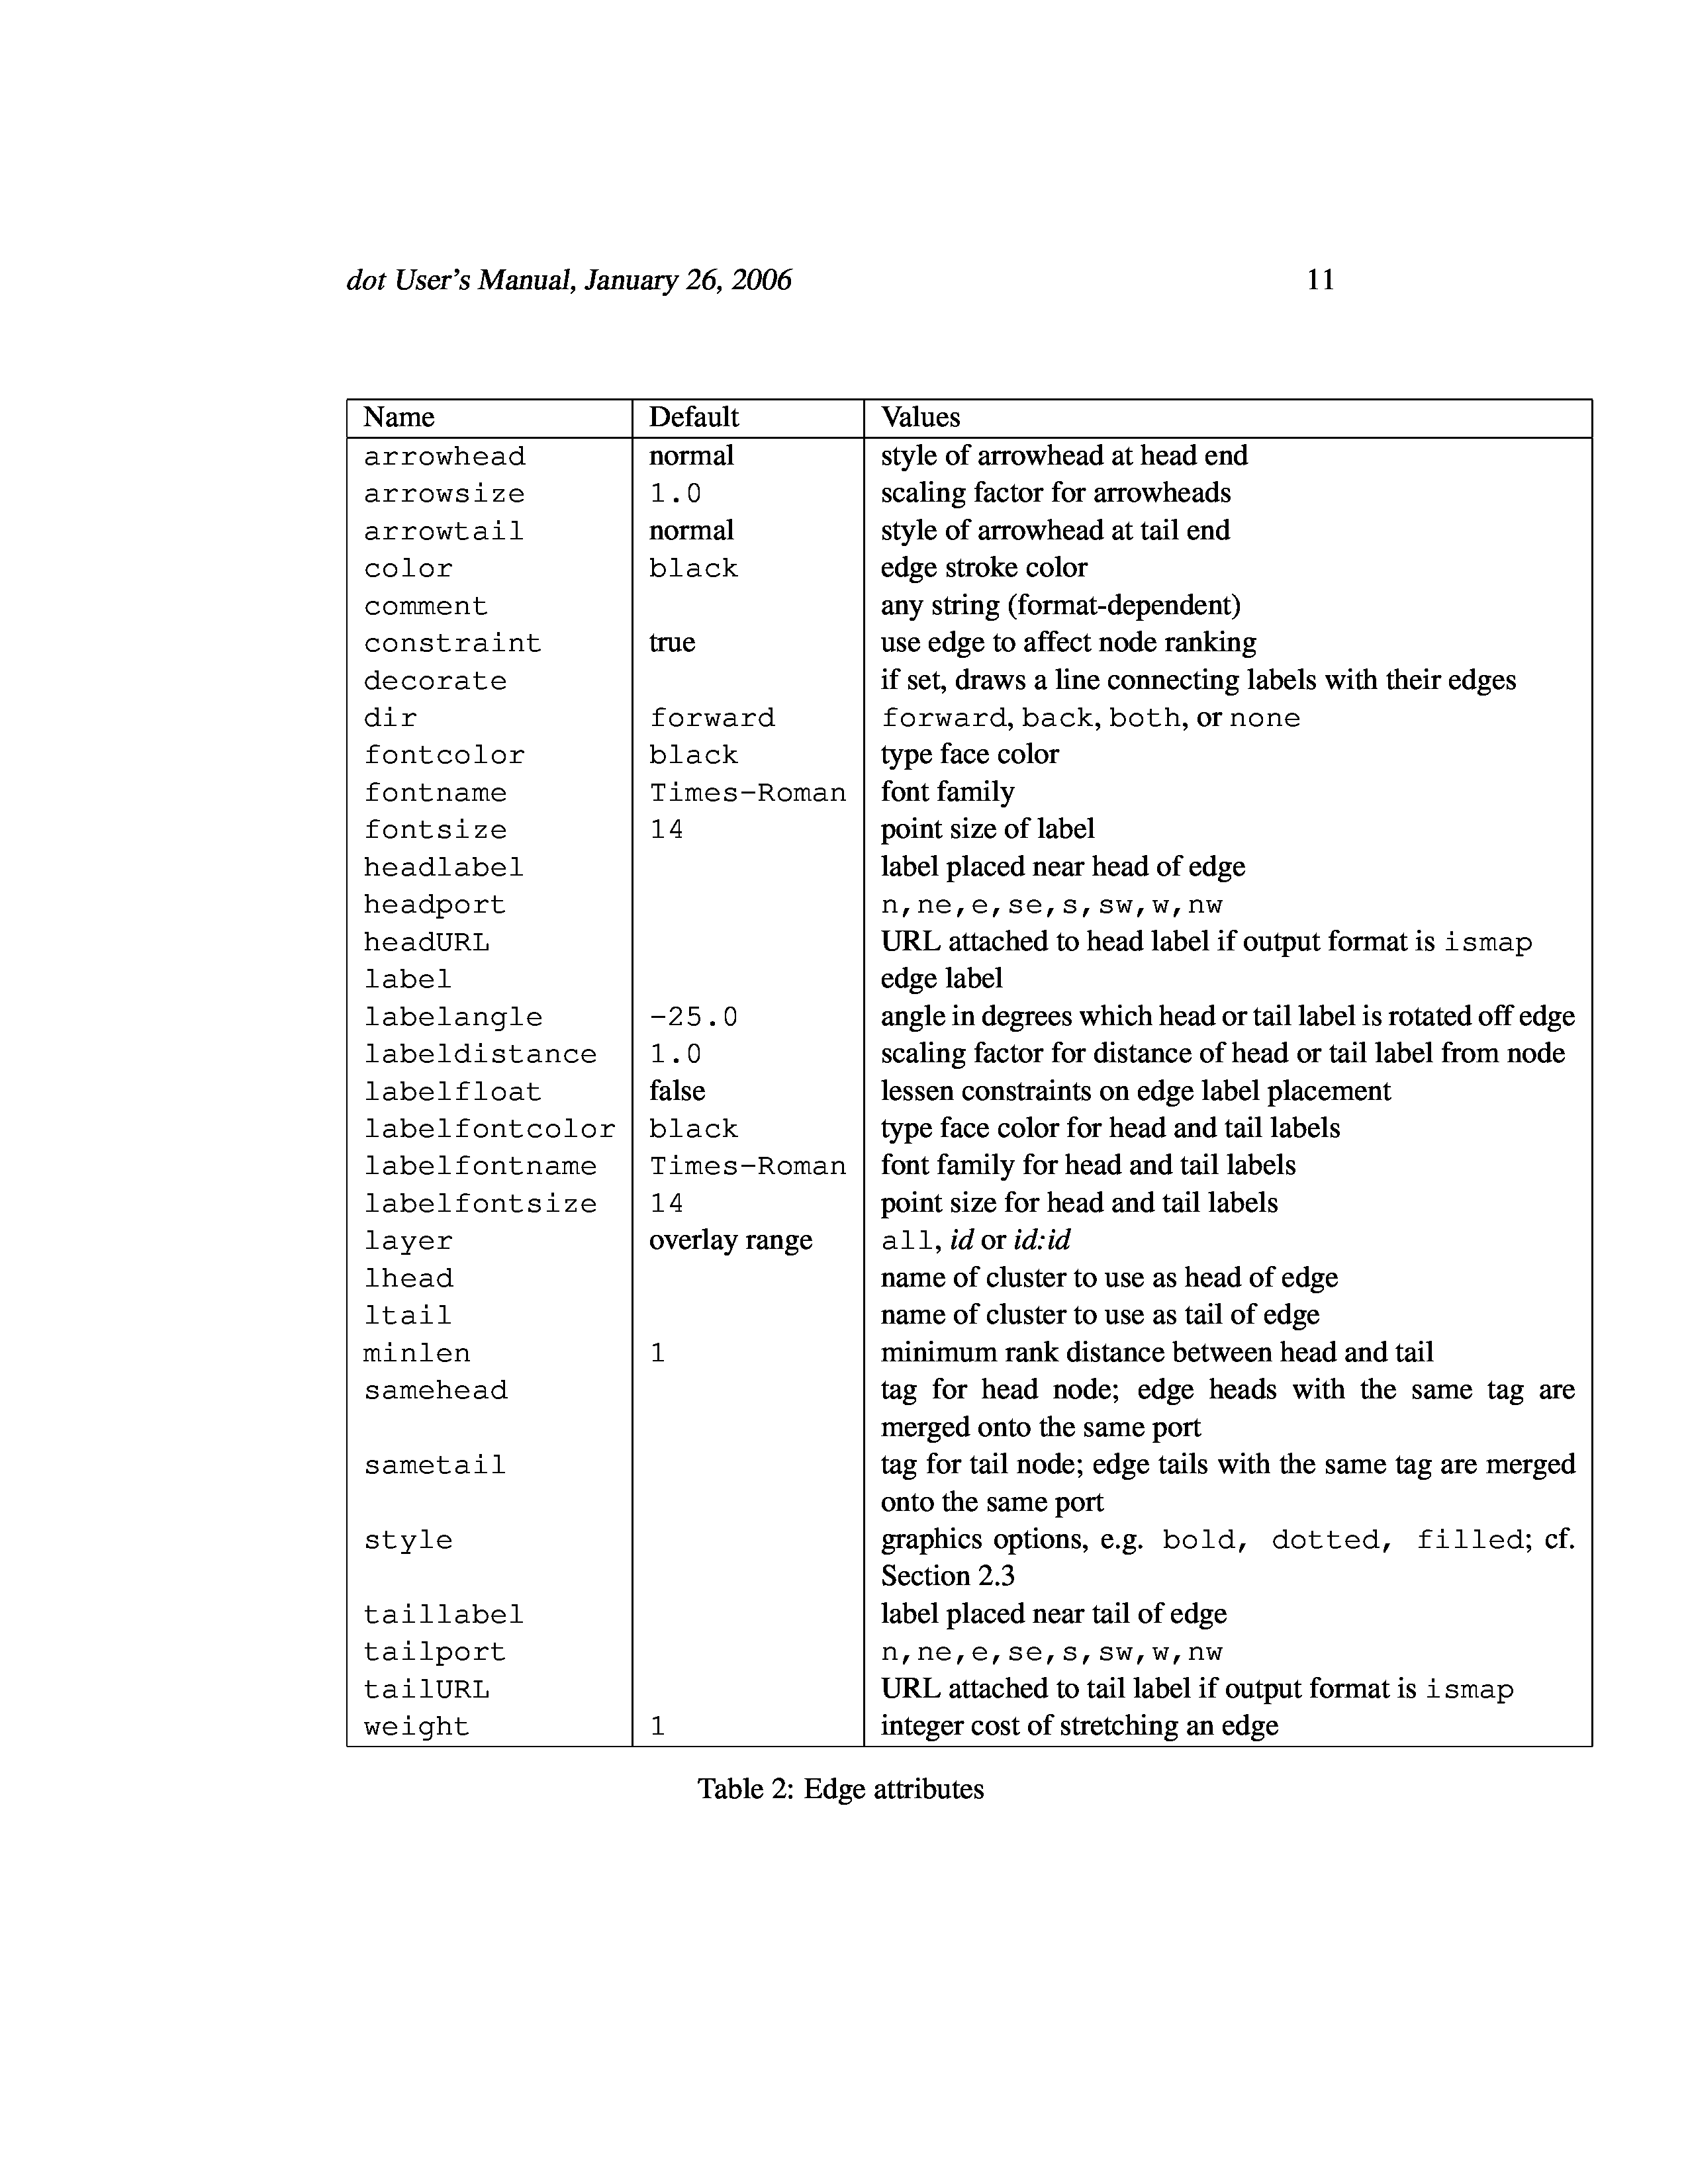 dot User's Manual, January 26, 2006 11
Name Default Values
arrowhead normal style of arrowhead at head end
arrowsize 1.0 scaling factor for arrowheads
arrowtail normal style of arrowhead at tail end
color black edge stroke color
comment any string (format-dependent)
constraint true use edge to affect node ranking
decorate if set, draws a line connecting labels with their edges
dir forward forward, back, both, or none
fontcolor black type face color
fontname Times-Roman font family
fontsize 14 point size of label
headlabel label placed near head of edge
headport n,ne,e,se,s,sw,w,nw
headURL URL attached to head label if output format is ismap
label edge label
labelangle -25.0 angle in degrees which head or tail label is rotated off edge
labeldistance 1.0 scaling factor for distance of head or tail label from node
labelfloat false lessen constraints on edge label placement
labelfontcolor black type face color for head and tail labels
labelfontname Times-Roman font family for head and tail labels
labelfontsize 14 point size for head and tail labels
layer overlay range all, id or id:id
lhead name of cluster to use as head of edge
ltail name of cluster to use as tail of edge
minlen 1 minimum rank distance between head and tail
samehead tag for head node; edge heads with the same tag are
merged onto the same port
sametail tag for tail node; edge tails with the same tag are merged
onto the same port
style graphics options, e.g. bold, dotted, filled; cf.
Section 2.3
taillabel label placed near tail of edge
tailport n,ne,e,se,s,sw,w,nw
tailURL URL attached to tail label if output format is ismap
weight 1 integer cost of stretching an edge
Table 2: Edge attributes